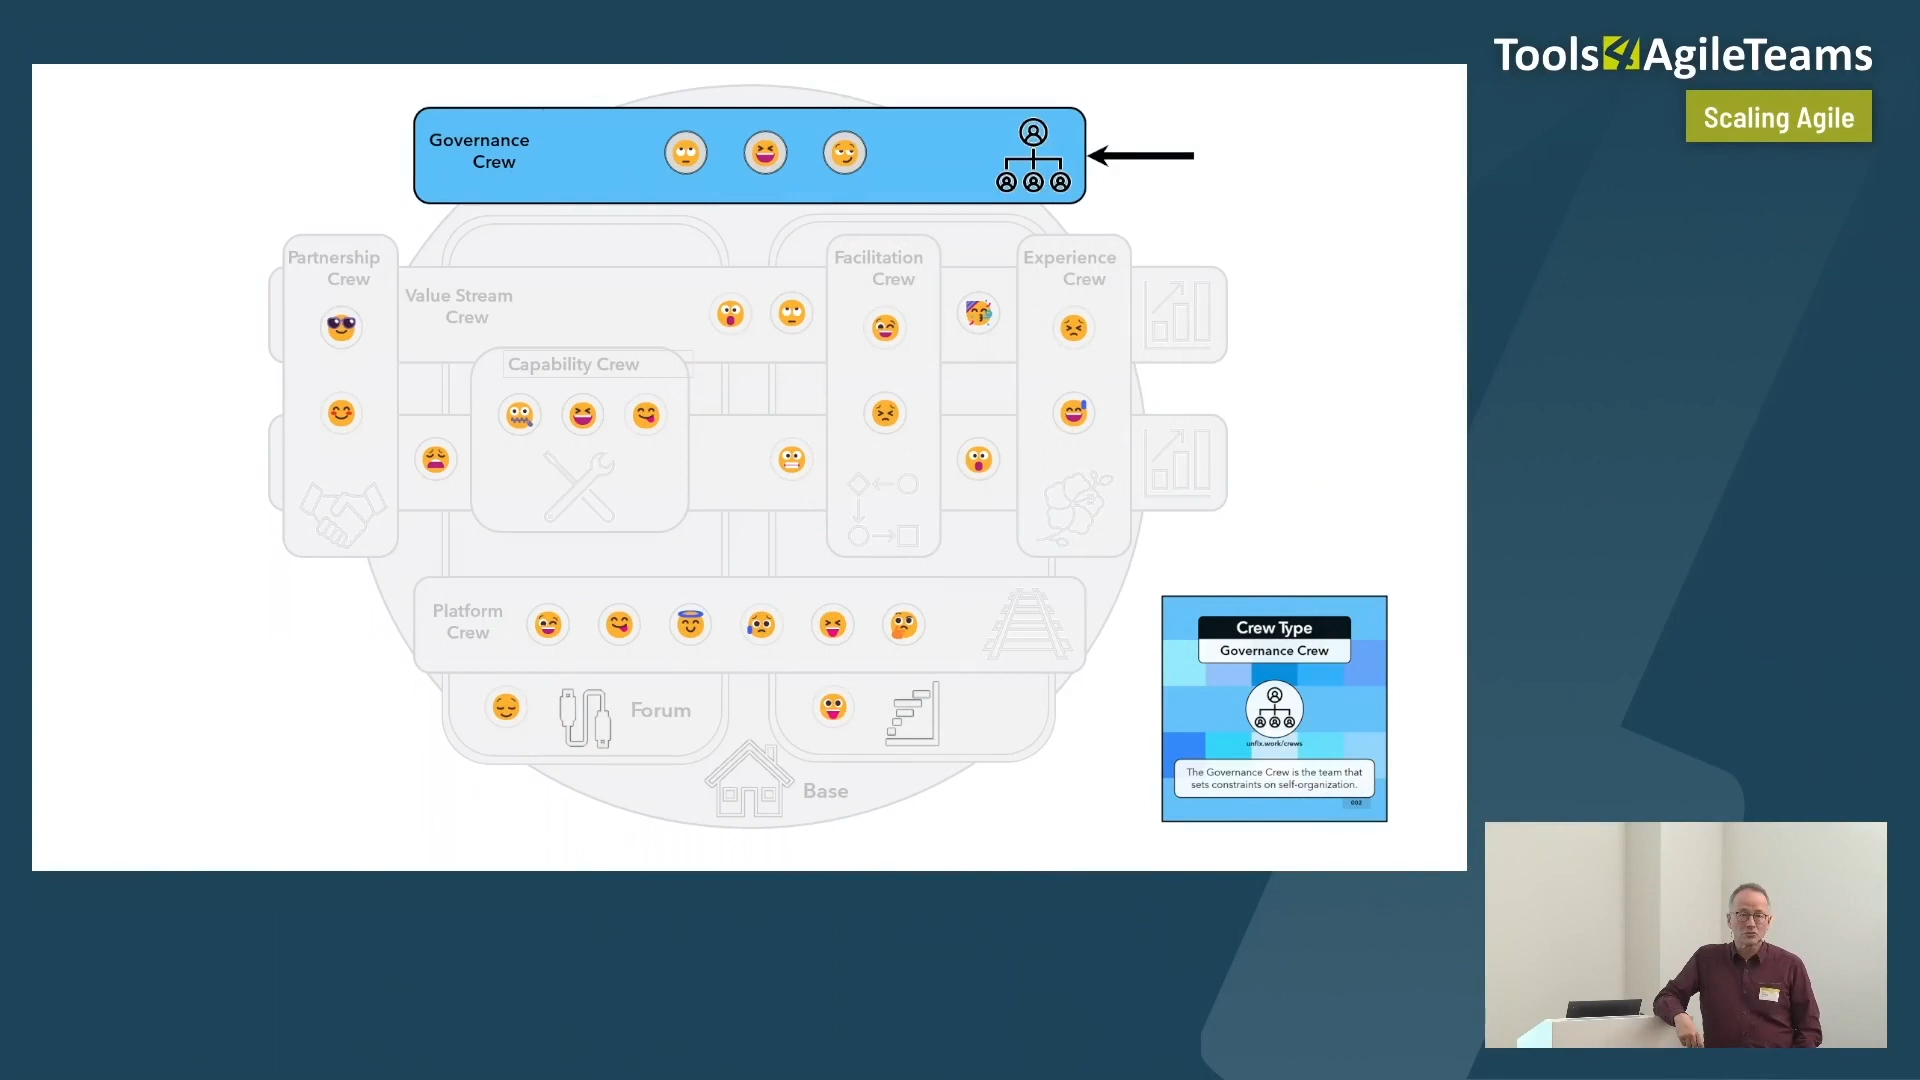 Tools4AgileTeams
Scaling Agile
Governance
Crew
Partnership
Crew
Value Stream
Crew
Facilitation
Crew
Experience
Crew
Capability Crew
Platform
Crew
Forum
Base
Crew Type
Governance Crew
unfix.work/crews
The Governance Crew is the team that
sets constraints on self-organization.
002